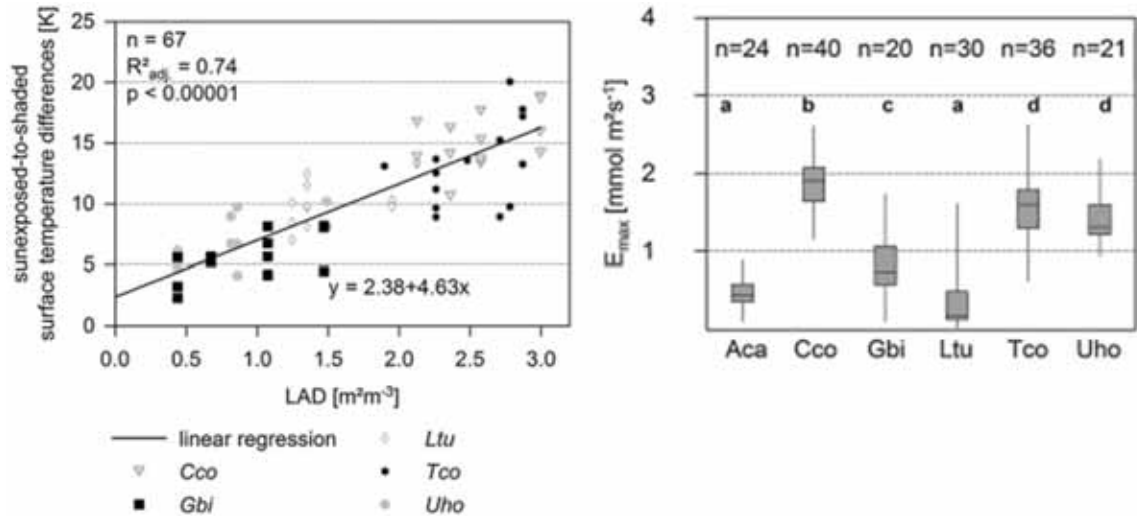 sunexposed-to-shaded
surface temperature differences [K]
25
20
15
10
5
0
n = 67
R²adj. = 0.74
p < 0.00001
y = 2.38+4.63x
0.0 0.5 1.0 1.5 2.0 2.5 3.0
LAD [m²m⁻³]
linear regression
Cco
Gbi
Ltu
Tco
Uho
Emax [mmol m²s⁻¹]
4
3
2
1
n=24 n=40 n=20 n=30 n=36 n=21
a b c a d d
Aca Cco Gbi Ltu Tco Uho